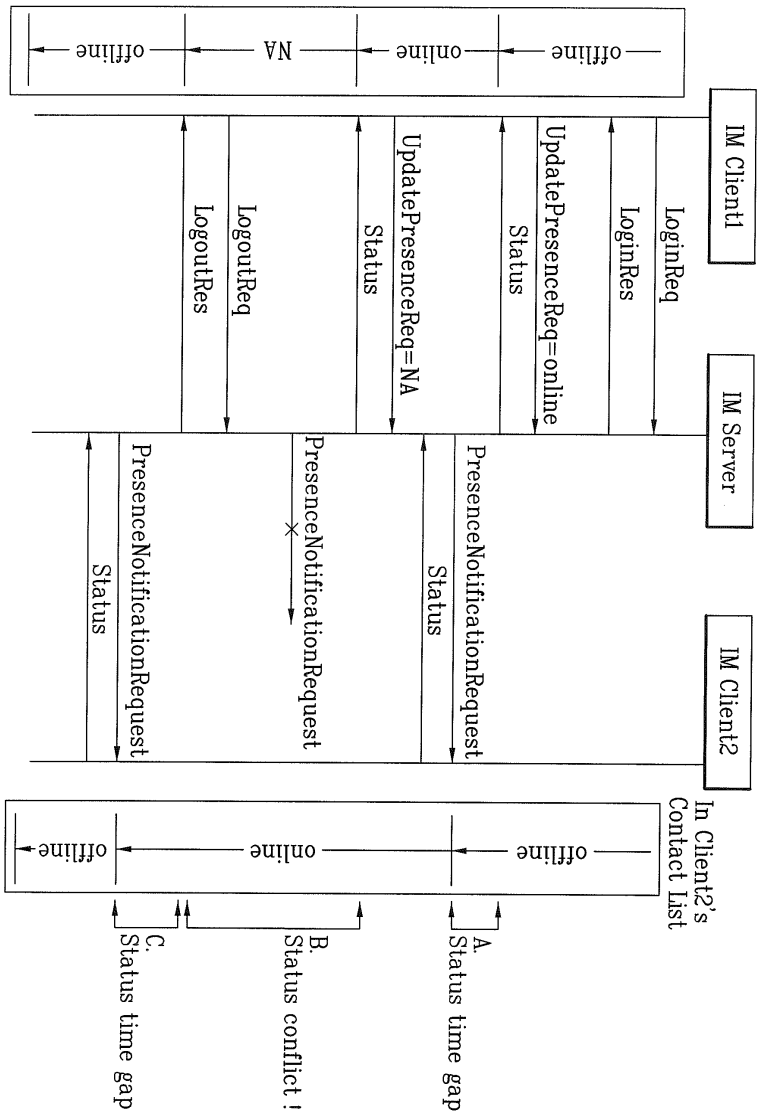 IM Client1
IM Server
IM Client2
In Client2's
Contact List
LoginReq
LoginRes
UpdatePresenceReq=online
Status
PresenceNotificationRequest
Status
UpdatePresenceReq=NA
Status
PresenceNotificationRequest
LogoutReq
LogoutRes
PresenceNotificationRequest
Status
offline
online
NA
offline
offline
online
offline
A.
Status time gap
B.
Status conflict !
C.
Status time gap